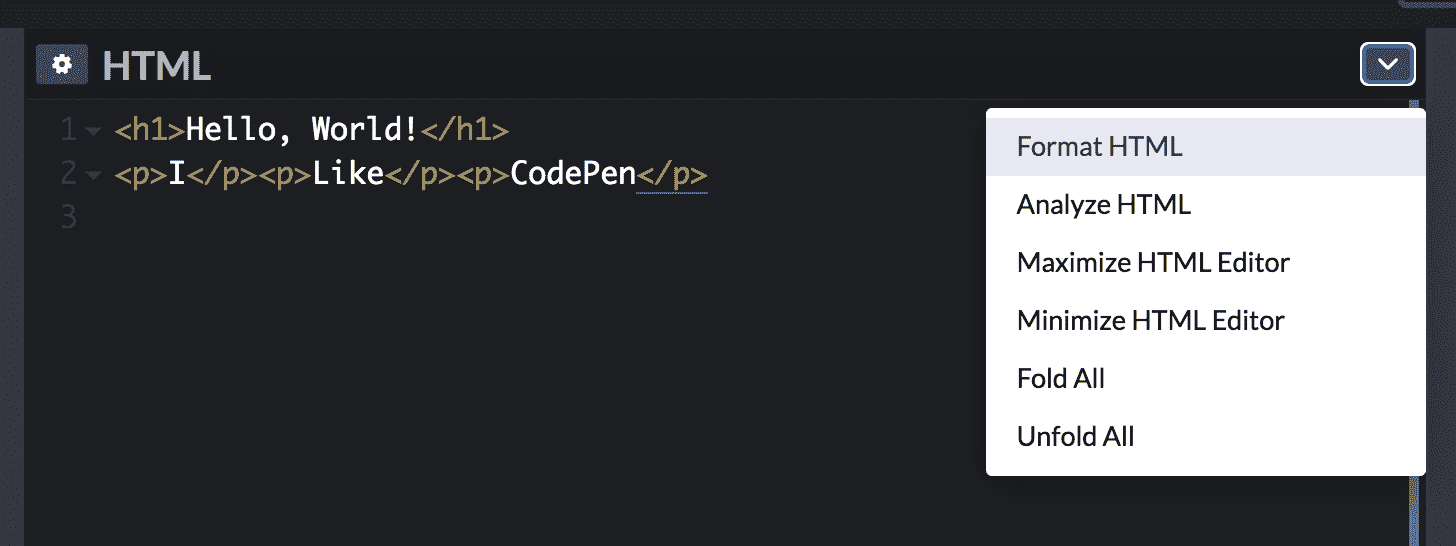 HTML
1 <h1>Hello, World!</h1>
2 <p>I</p><p>Like</p><p>CodePen</p>
3
Format HTML
Analyze HTML
Maximize HTML Editor
Minimize HTML Editor
Fold All
Unfold All